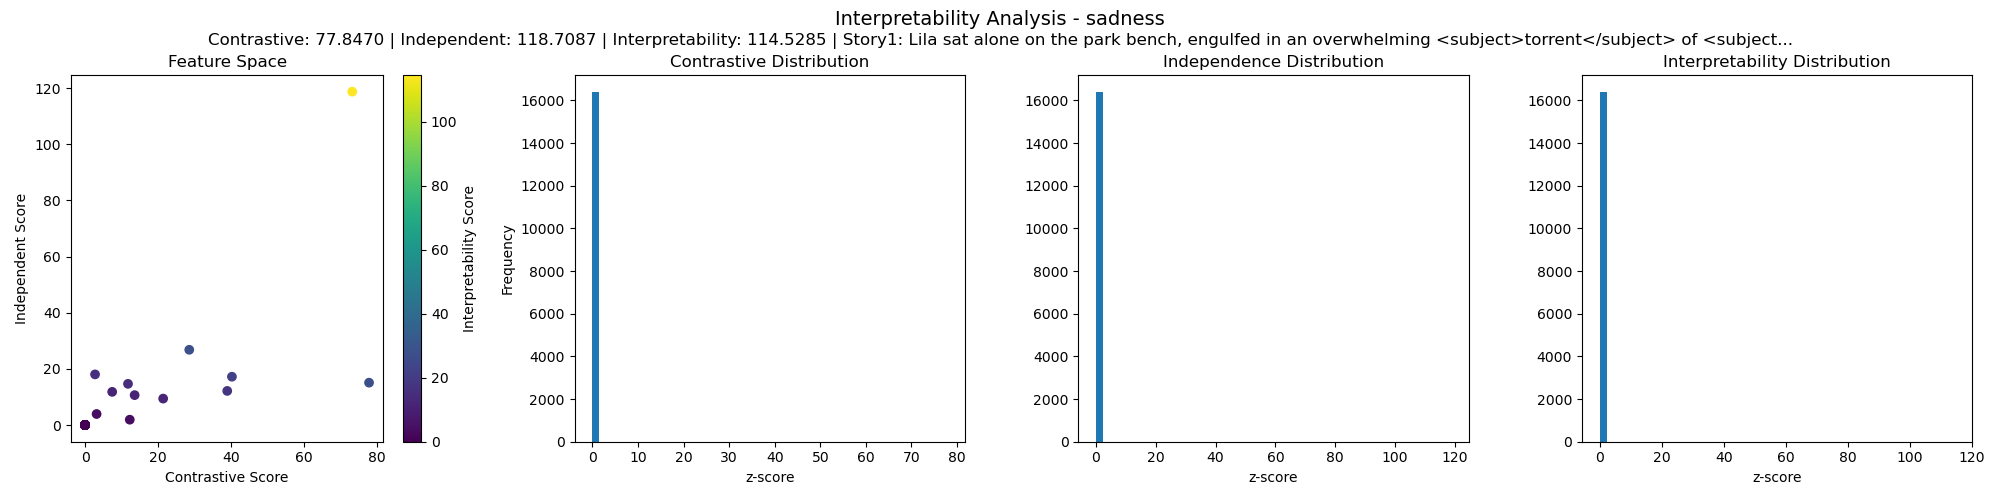 Interpretability Analysis - sadness
Contrastive: 77.8470 | Independent: 118.7087 | Interpretability: 114.5285 | Story1: Lila sat alone on the park bench, engulfed in an overwhelming <subject>torrent</subject> of <subject...
Feature Space
120
100
80
60
40
20
0
0 20 40 60 80
Independent Score
Contrastive Score
100
80
60
40
20
0
Interpretability Score
Contrastive Distribution
16000
14000
12000
10000
8000
6000
4000
2000
0
Frequency
0 10 20 30 40 50 60 70 80
z-score
Independence Distribution
16000
14000
12000
10000
8000
6000
4000
2000
0
0 20 40 60 80 100 120
z-score
Interpretability Distribution
16000
14000
12000
10000
8000
6000
4000
2000
0
0 20 40 60 80 100 120
z-score